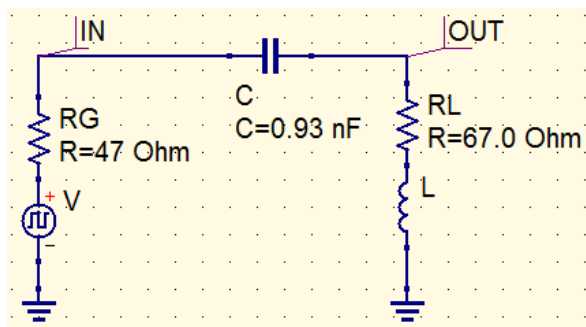 IN
OUT
C
C=0.93 nF
RG
R=47 Ohm
RL
R=67.0 Ohm
+
V
−
L